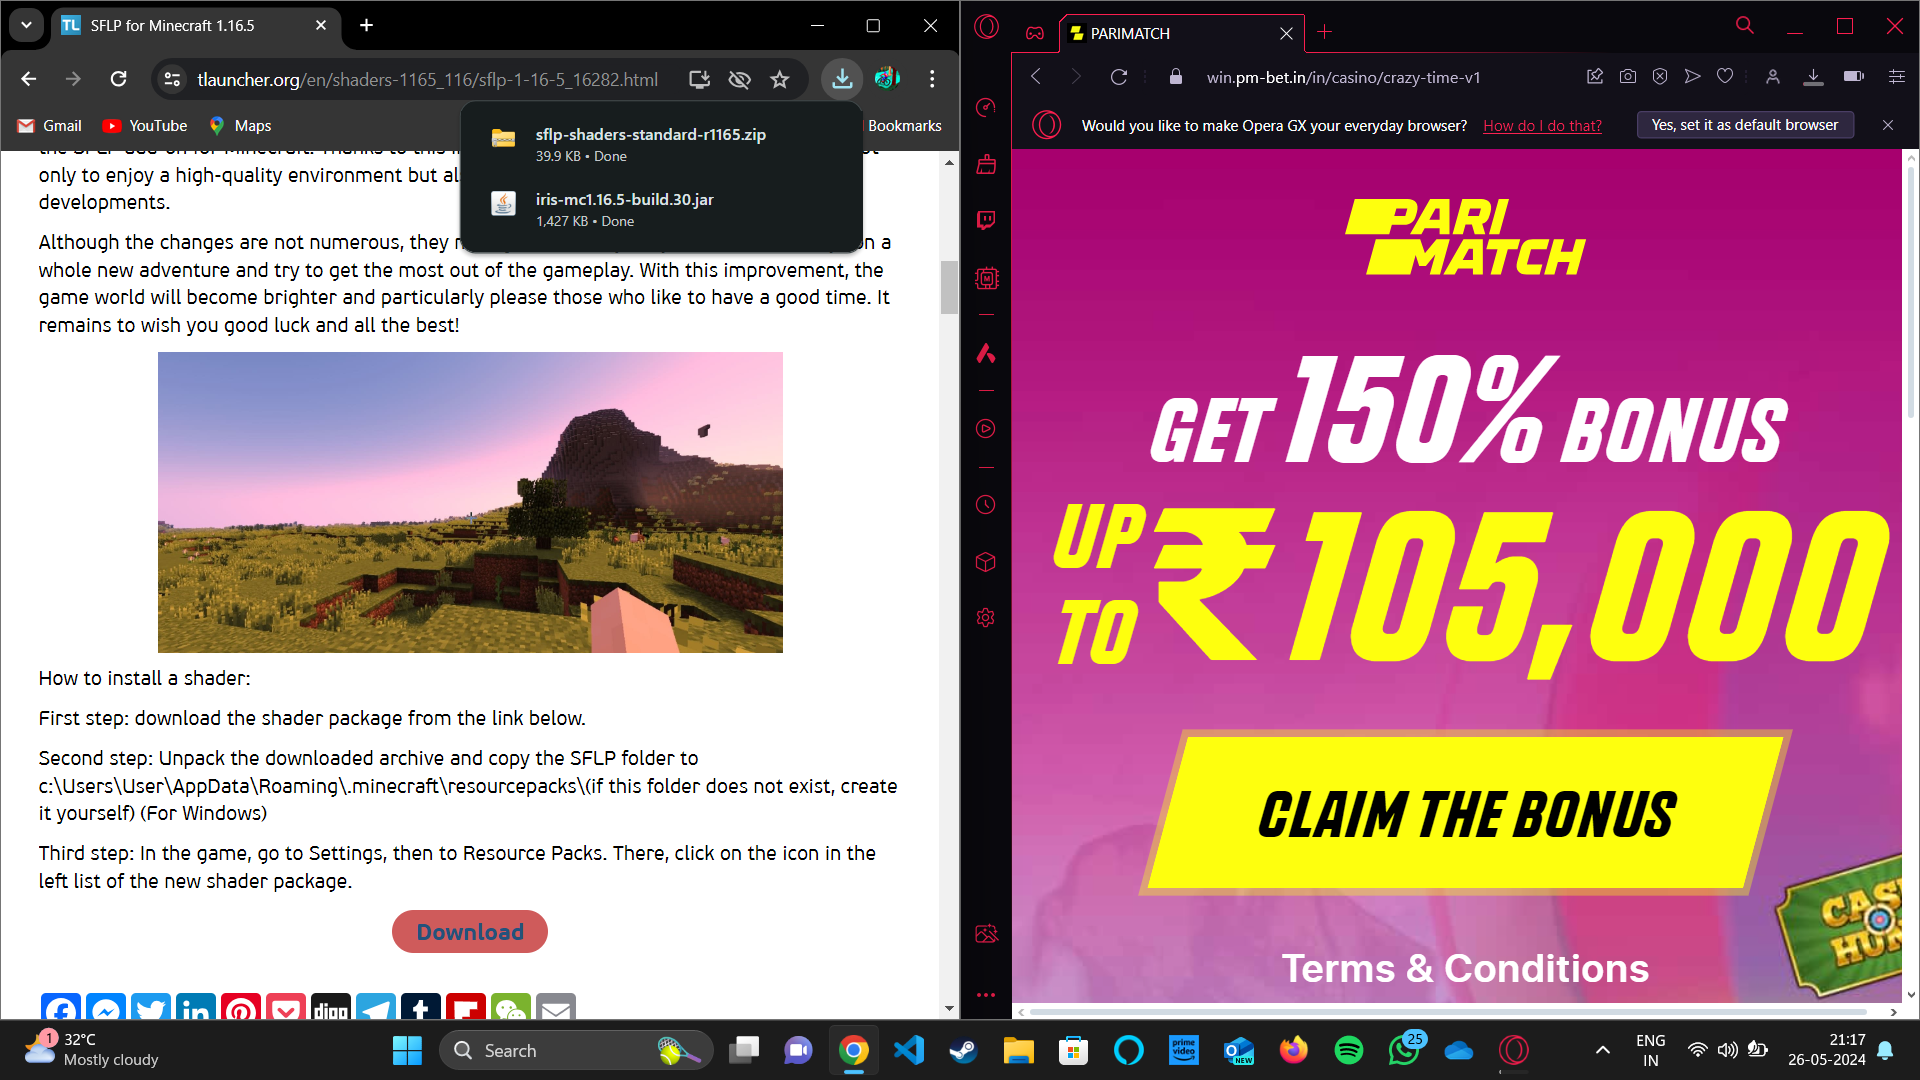 SFLP for Minecraft 1.16.5
tlauncher.org/en/shaders-1165_116/sflp-1-16-5_16282.html
Gmail
YouTube
Maps
Bookmarks
sflp-shaders-standard-r1165.zip
39.9 KB • Done
iris-mc1.16.5-build.30.jar
1,427 KB • Done
only to enjoy a high-quality environment but al
developments.
Although the changes are not numerous, they
on a
whole new adventure and try to get the most out of the gameplay. With this improvement, the
game world will become brighter and particularly please those who like to have a good time. It
remains to wish you good luck and all the best!
How to install a shader:
First step: download the shader package from the link below.
Second step: Unpack the downloaded archive and copy the SFLP folder to
c:\Users\User\AppData\Roaming\.minecraft\resourcepacks\(if this folder does not exist, create
it yourself) (For Windows)
Third step: In the game, go to Settings, then to Resource Packs. There, click on the icon in the
left list of the new shader package.
Download
PARIMATCH
win.pm-bet.in/in/casino/crazy-time-v1
Would you like to make Opera GX your everyday browser? How do I do that? Yes, set it as default browser
PARI
MATCH
GET 150% BONUS
UP TO ₹105,000
CLAIM THE BONUS
Terms & Conditions
1
32°C
Mostly cloudy
Search
prime video
NEW
25
ENG
IN
21:17
26-05-2024